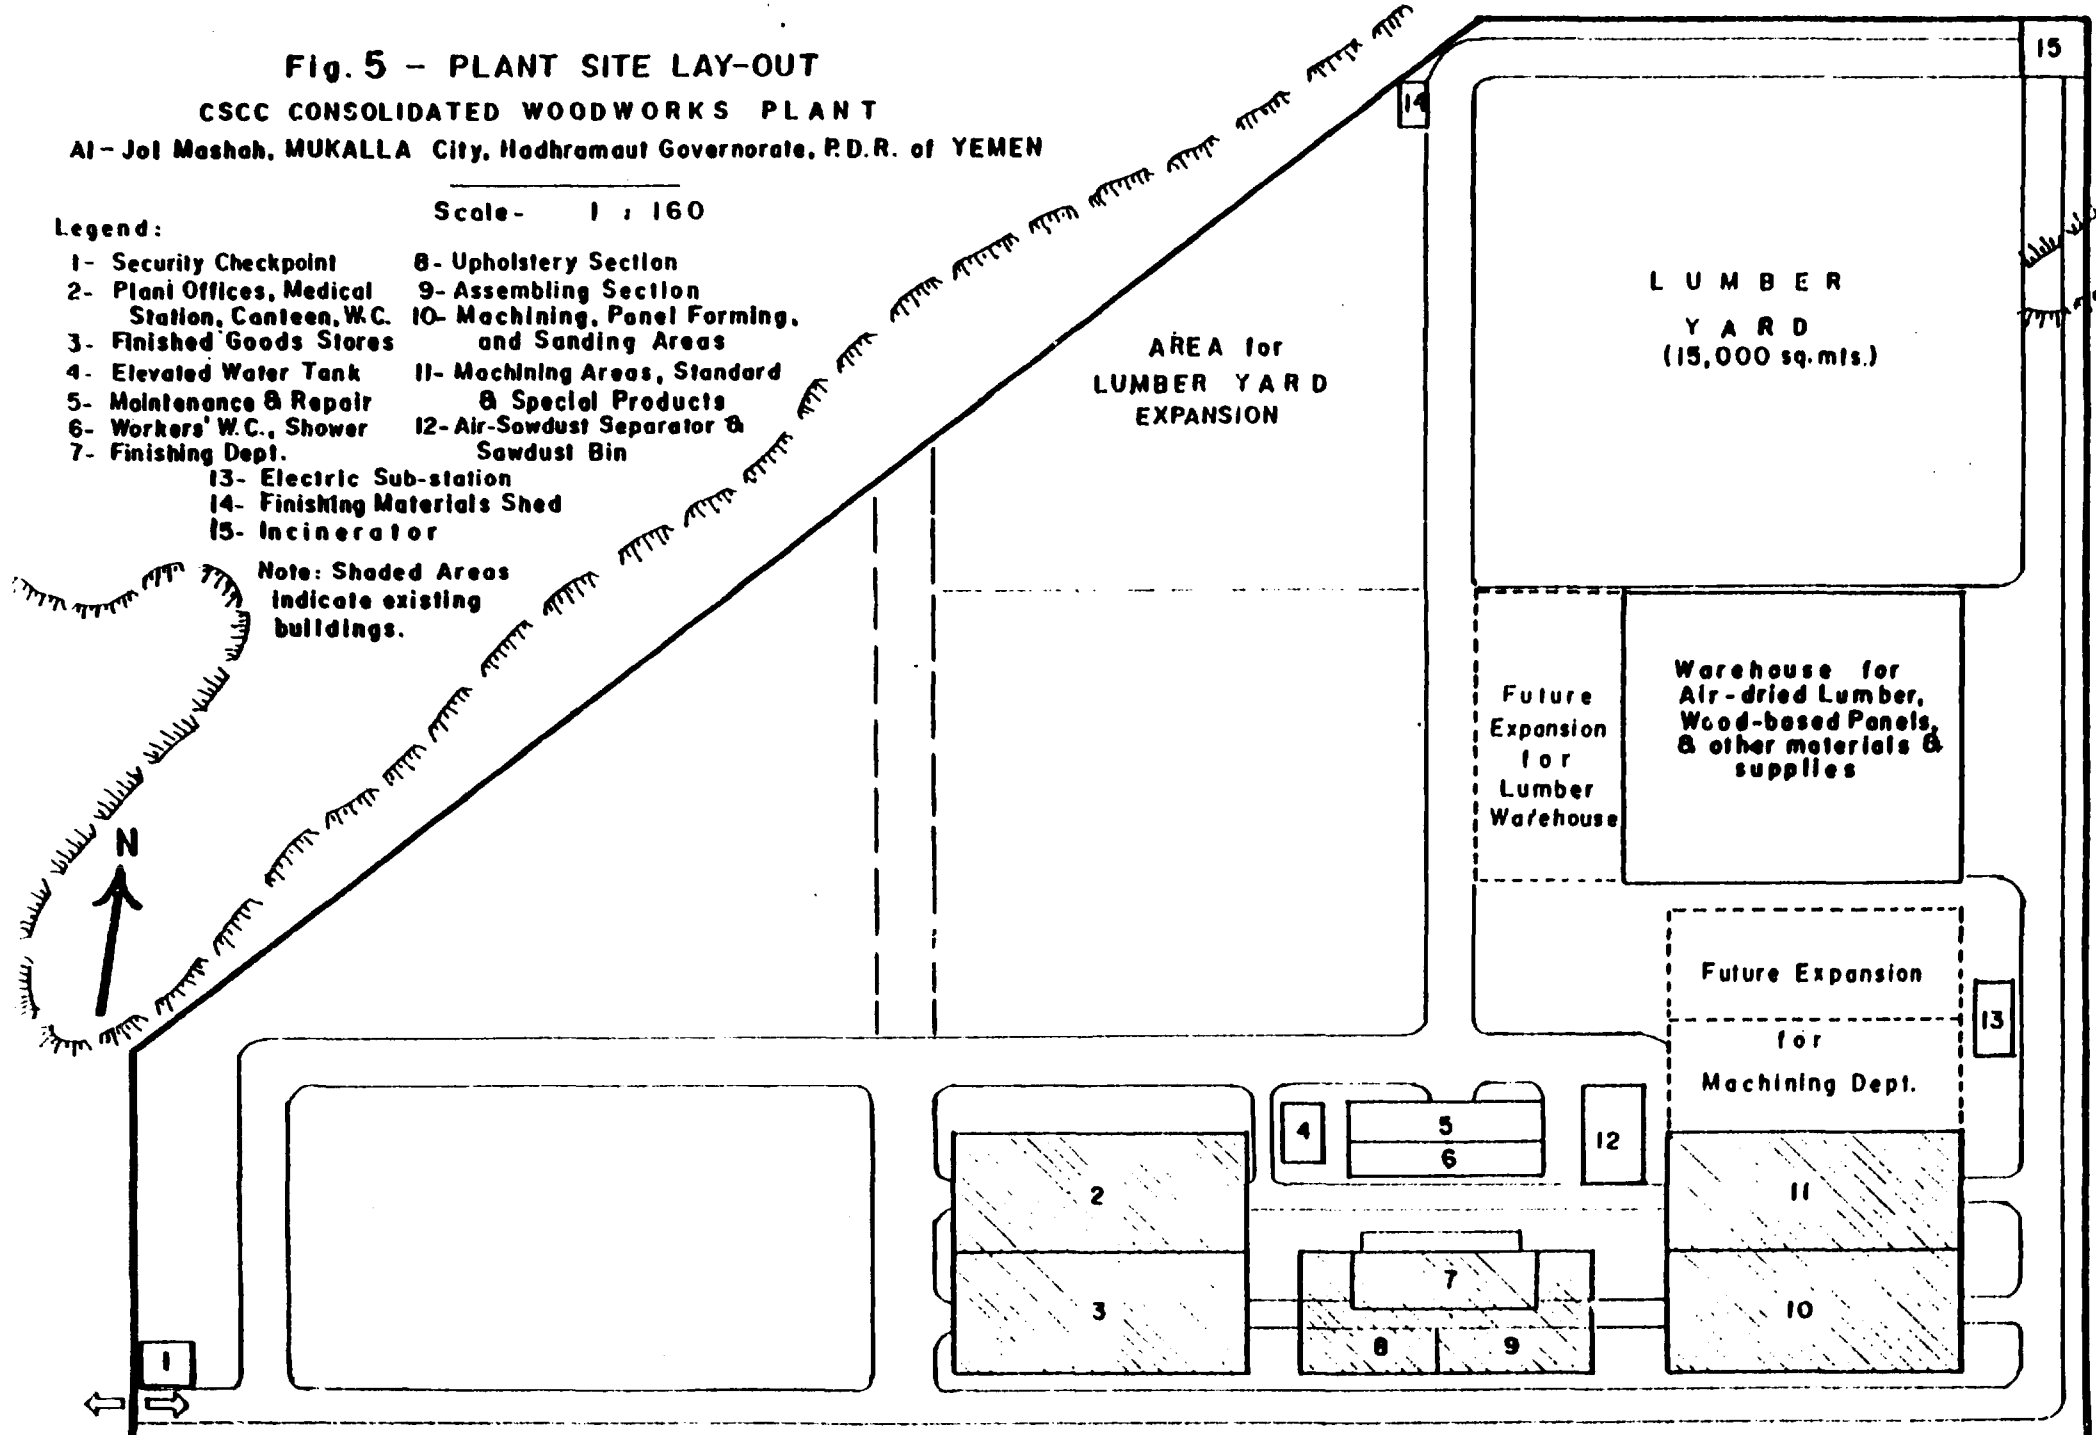 Fig. 5 - PLANT SITE LAY-OUT
CSCC CONSOLIDATED WOODWORKS PLANT
Al-Jol Mashah, MUKALLA City, Hadhramaut Governorate, P.D.R. of YEMEN
Scale- 1 : 160
Legend:
1- Security Checkpoint
2- Plant Offices, Medical
Station, Canteen, W.C.
3- Finished Goods Stores
4- Elevated Water Tank
5- Maintenance & Repair
6- Workers' W.C., Shower
7- Finishing Dept.
8- Upholstery Section
9- Assembling Section
10- Machining, Panel Forming,
and Sanding Areas
11- Machining Areas, Standard
& Special Products
12- Air-Sawdust Separator &
Sawdust Bin
13- Electric Sub-station
14- Finishing Materials Shed
15- Incinerator
Note: Shaded Areas
indicate existing
buildings.
N
15
14
LUMBER
YARD
(15,000 sq.mts.)
AREA for
LUMBER YARD
EXPANSION
Future
Expansion
for
Lumber
Warehouse
Warehouse for
Air-dried Lumber,
Wood-based Panels,
& other materials &
supplies
Future Expansion
for
Machining Dept.
13
4
5
6
12
2
11
7
3
10
8
9
1